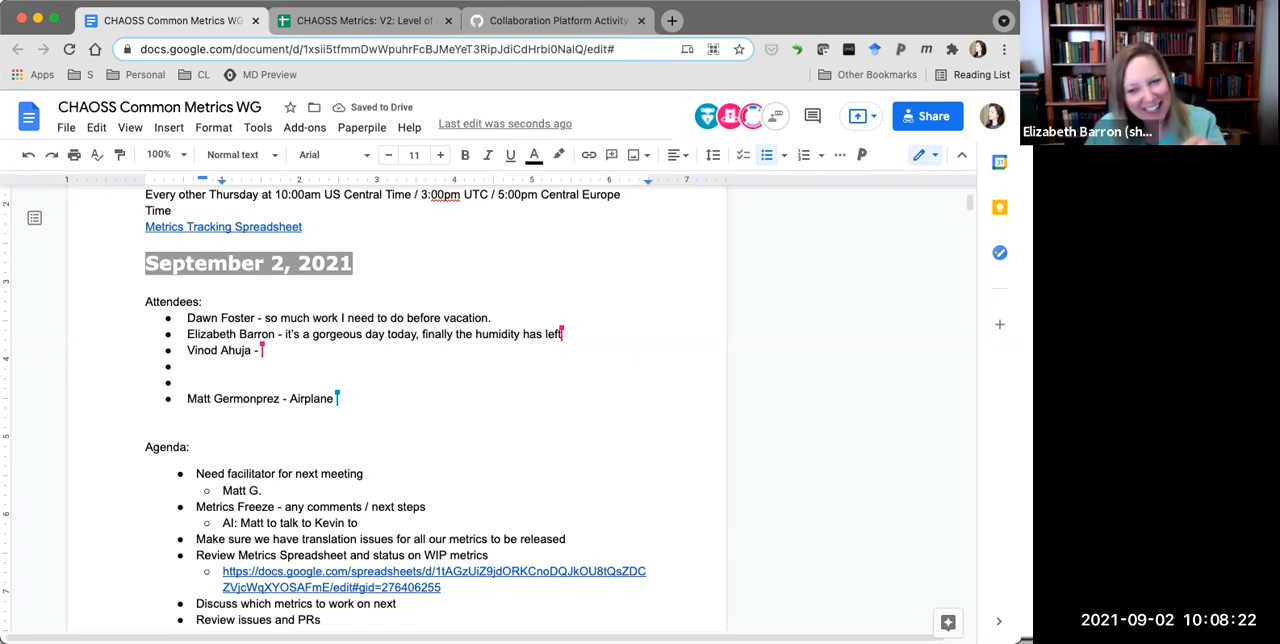 CHAOSS Common Metrics WG
CHAOSS Metrics: V2: Level of
Collaboration Platform Activity
docs.google.com/document/d/1xsii5tfmmDwWpuhrFcBJMeYeT3RipJdiCdHrbi0NaIQ/edit#
Apps S Personal CL MD Preview Other Bookmarks Reading List
CHAOSS Common Metrics WG Saved to Drive
File Edit View Insert Format Tools Add-ons Paperpile Help Last edit was seconds ago
Share
100% Normal text Arial 11
1 1 2 3 4 5 6 7
Every other Thursday at 10:00am US Central Time / 3:00pm UTC / 5:00pm Central Europe
Time
Metrics Tracking Spreadsheet
September 2, 2021
Attendees:
● Dawn Foster - so much work I need to do before vacation.
● Elizabeth Barron - it's a gorgeous day today, finally the humidity has left
● Vinod Ahuja -
●
●
● Matt Germonprez - Airplane
Agenda:
● Need facilitator for next meeting
○ Matt G.
● Metrics Freeze - any comments / next steps
○ AI: Matt to talk to Kevin to
● Make sure we have translation issues for all our metrics to be released
● Review Metrics Spreadsheet and status on WIP metrics
○ https://docs.google.com/spreadsheets/d/1tAGzUiZ9jdORKCnoDQJkOU8tQsZDC
ZVjcWqXYOSAFmE/edit#gid=276406255
● Discuss which metrics to work on next
● Review issues and PRs
Elizabeth Barron (sh...
2021-09-02 10:08:22